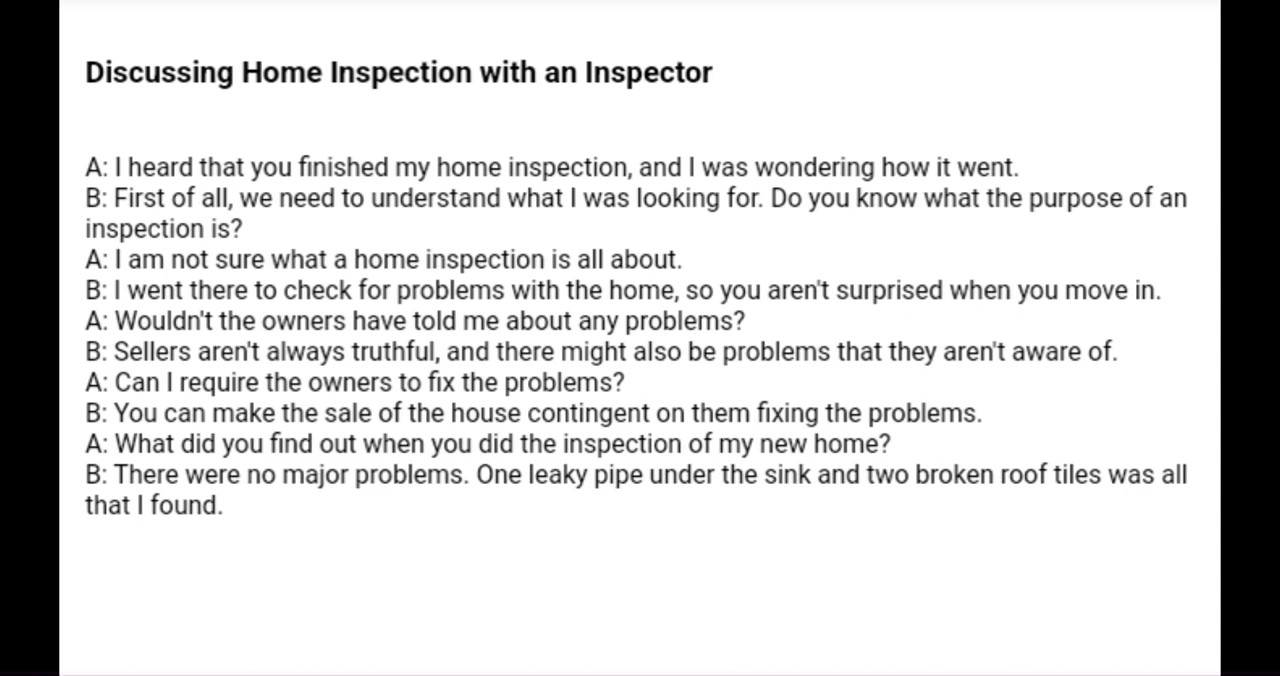 Discussing Home Inspection with an Inspector
A: I heard that you finished my home inspection, and I was wondering how it went.
B: First of all, we need to understand what I was looking for. Do you know what the purpose of an
inspection is?
A: I am not sure what a home inspection is all about.
B: I went there to check for problems with the home, so you aren't surprised when you move in.
A: Wouldn't the owners have told me about any problems?
B: Sellers aren't always truthful, and there might also be problems that they aren't aware of.
A: Can I require the owners to fix the problems?
B: You can make the sale of the house contingent on them fixing the problems.
A: What did you find out when you did the inspection of my new home?
B: There were no major problems. One leaky pipe under the sink and two broken roof tiles was all
that I found.